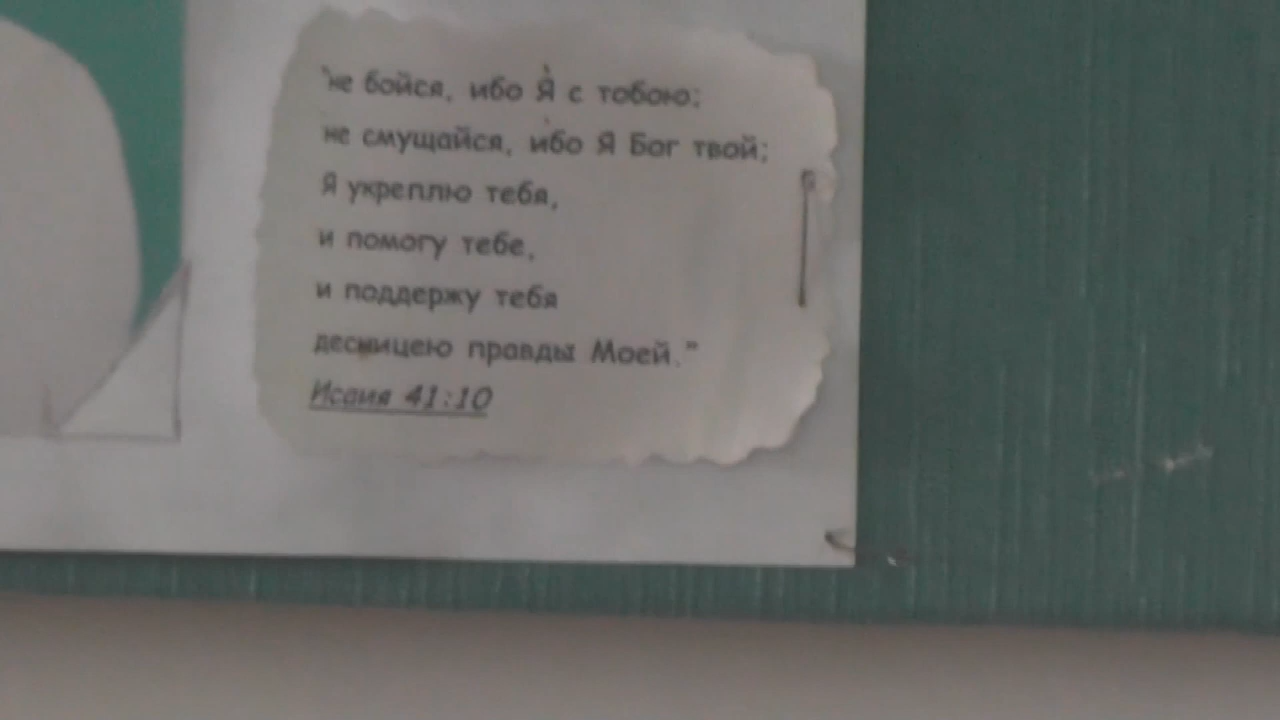 "не бойся, ибо Я с тобою;
не смущайся, ибо Я Бог твой;
Я укреплю тебя,
и помогу тебе,
и поддержу тебя
десницею правды Моей."
Исаия 41:10